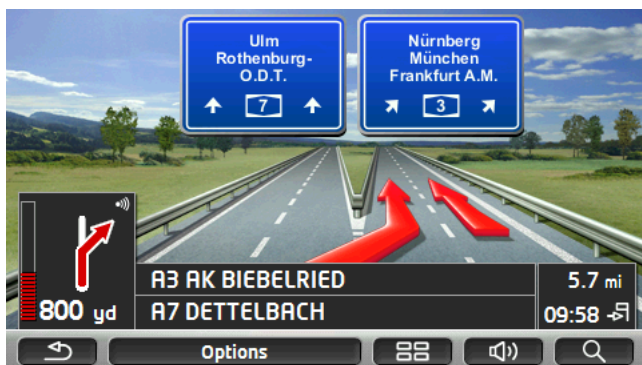 Ulm
Rothenburg-
O.D.T.
7
Nürnberg
München
Frankfurt A.M.
3
800 yd
A3 AK BIEBELRIED
5.7 mi
A7 DETTELBACH
09:58
Options